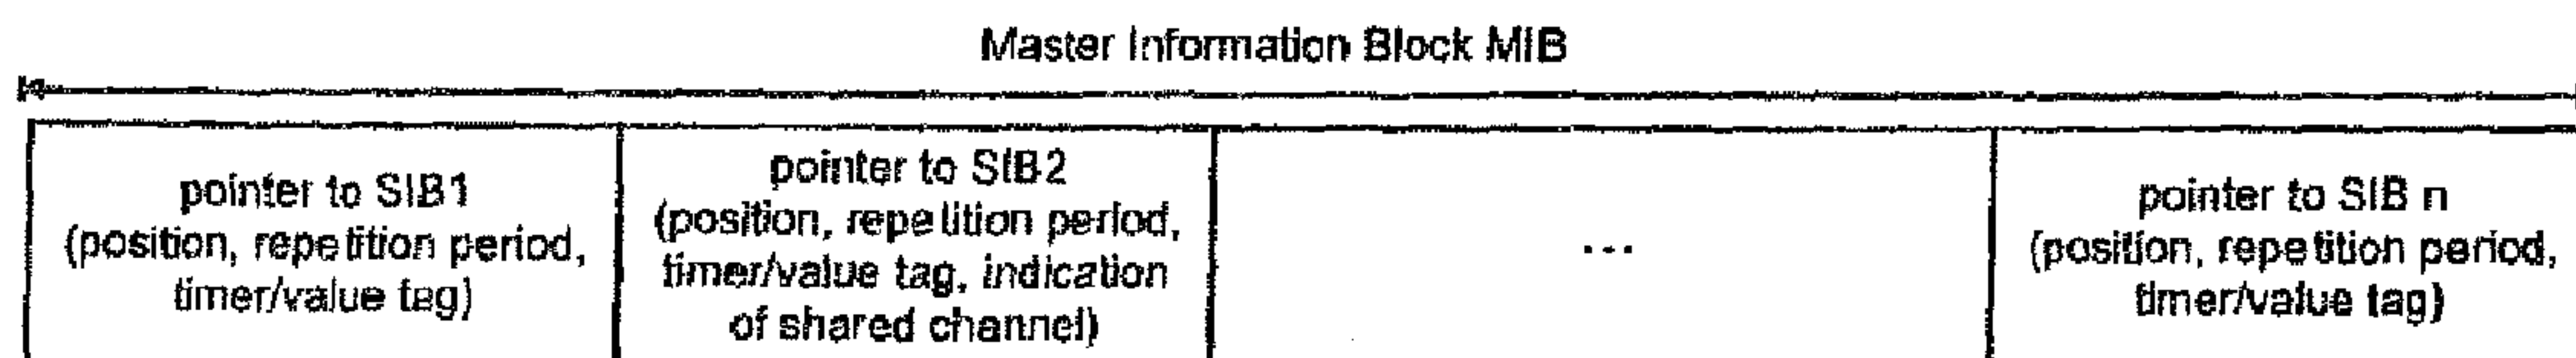 Master Information Block MIB
pointer to SIB1
(position, repetition period,
timer/value tag)
pointer to SIB2
(position, repetition period,
timer/value tag, indication
of shared channel)
...
pointer to SIB n
(position, repetition period,
timer/value tag)